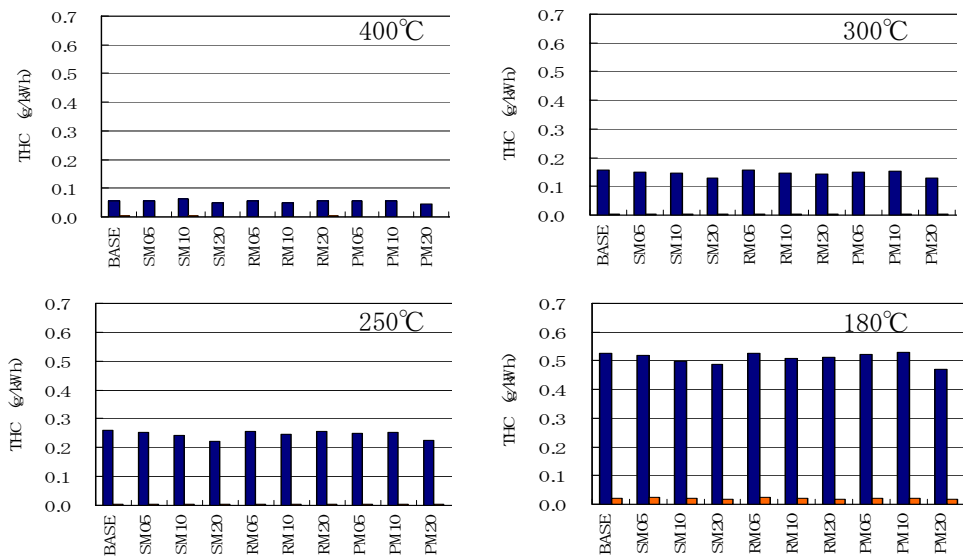 400℃
THC (g/kWh)
0.7
0.6
0.5
0.4
0.3
0.2
0.1
0.0
BASE
SM05
SM10
SM20
RM05
RM10
RM20
PM05
PM10
PM20
300℃
THC (g/kWh)
0.7
0.6
0.5
0.4
0.3
0.2
0.1
0.0
BASE
SM05
SM10
SM20
RM05
RM10
RM20
PM05
PM10
PM20
250℃
THC (g/kWh)
0.7
0.6
0.5
0.4
0.3
0.2
0.1
0.0
BASE
SM05
SM10
SM20
RM05
RM10
RM20
PM05
PM10
PM20
180℃
THC (g/kWh)
0.7
0.6
0.5
0.4
0.3
0.2
0.1
0.0
BASE
SM05
SM10
SM20
RM05
RM10
RM20
PM05
PM10
PM20